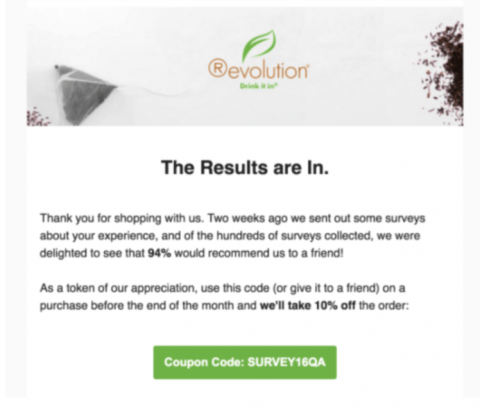 ®evolution®
Drink it in®
The Results are In.
Thank you for shopping with us. Two weeks ago we sent out some surveys
about your experience, and of the hundreds of surveys collected, we were
delighted to see that 94% would recommend us to a friend!
As a token of our appreciation, use this code (or give it to a friend) on a
purchase before the end of the month and we'll take 10% off the order:
Coupon Code: SURVEY16QA